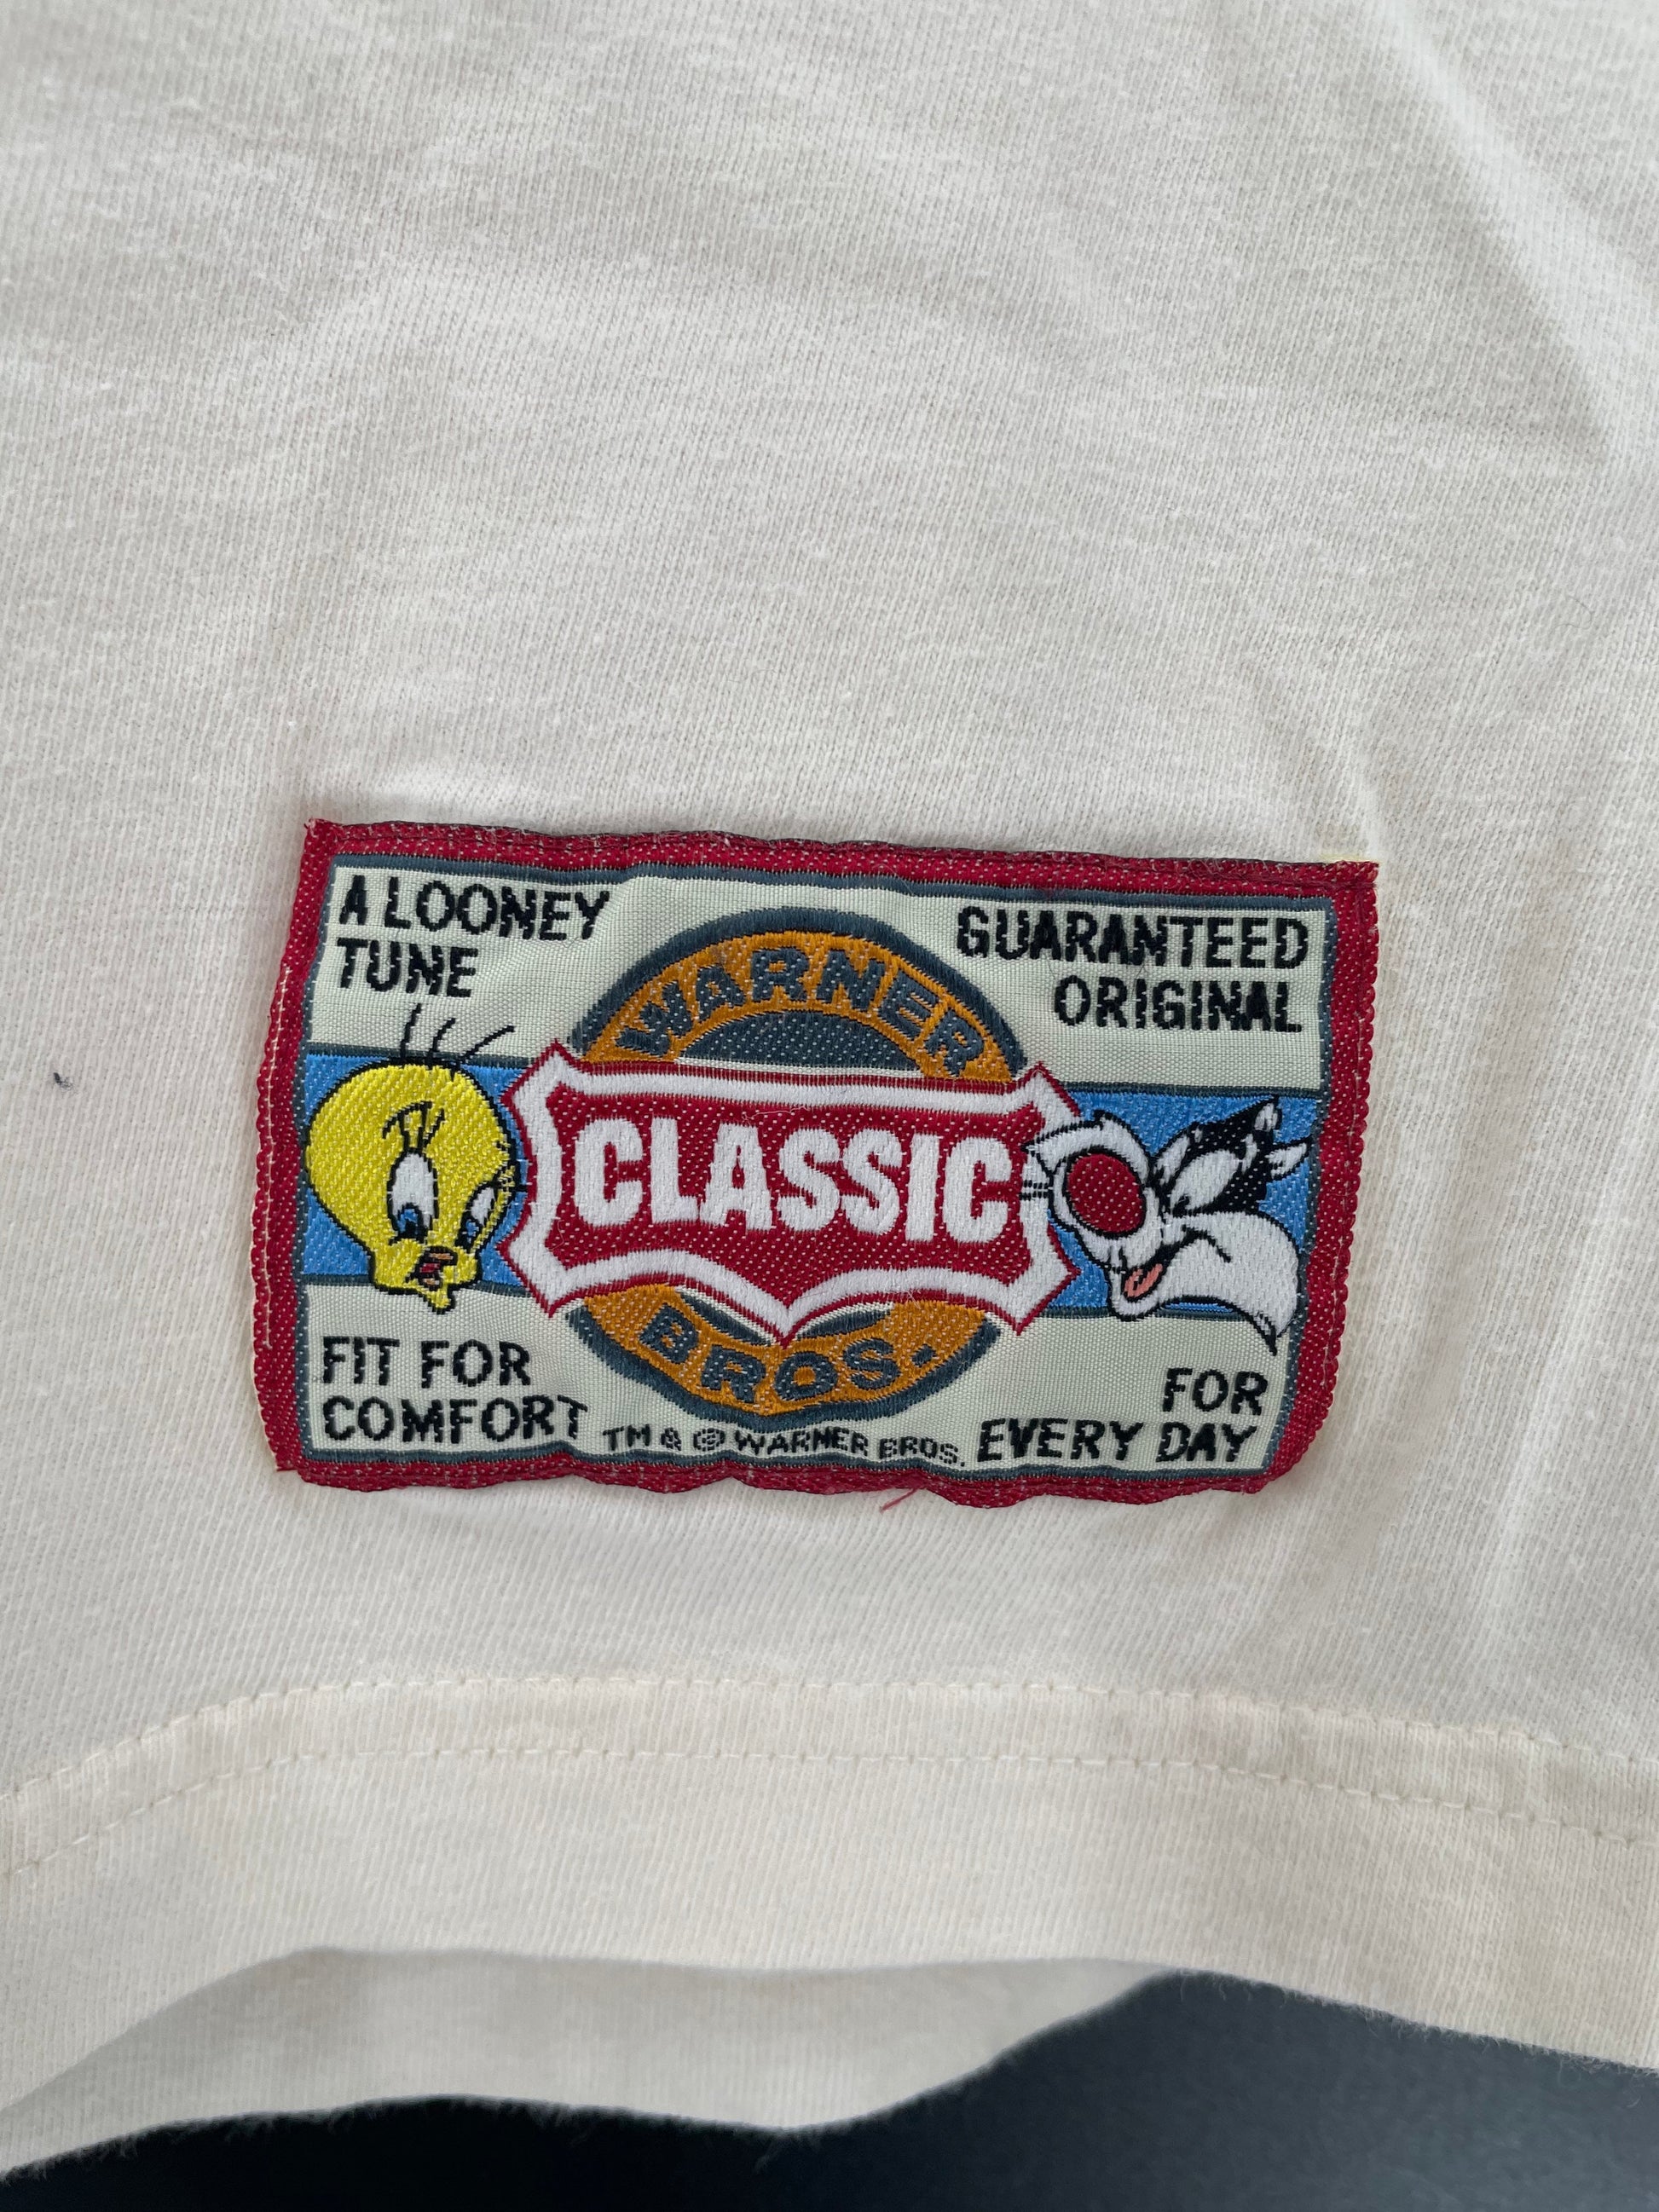 A LOONEY
TUNE
GUARANTEED
ORIGINAL
WARNER
CLASSIC
BROS.
FIT FOR
COMFORT
FOR
EVERY DAY
TM & © WARNER BROS.